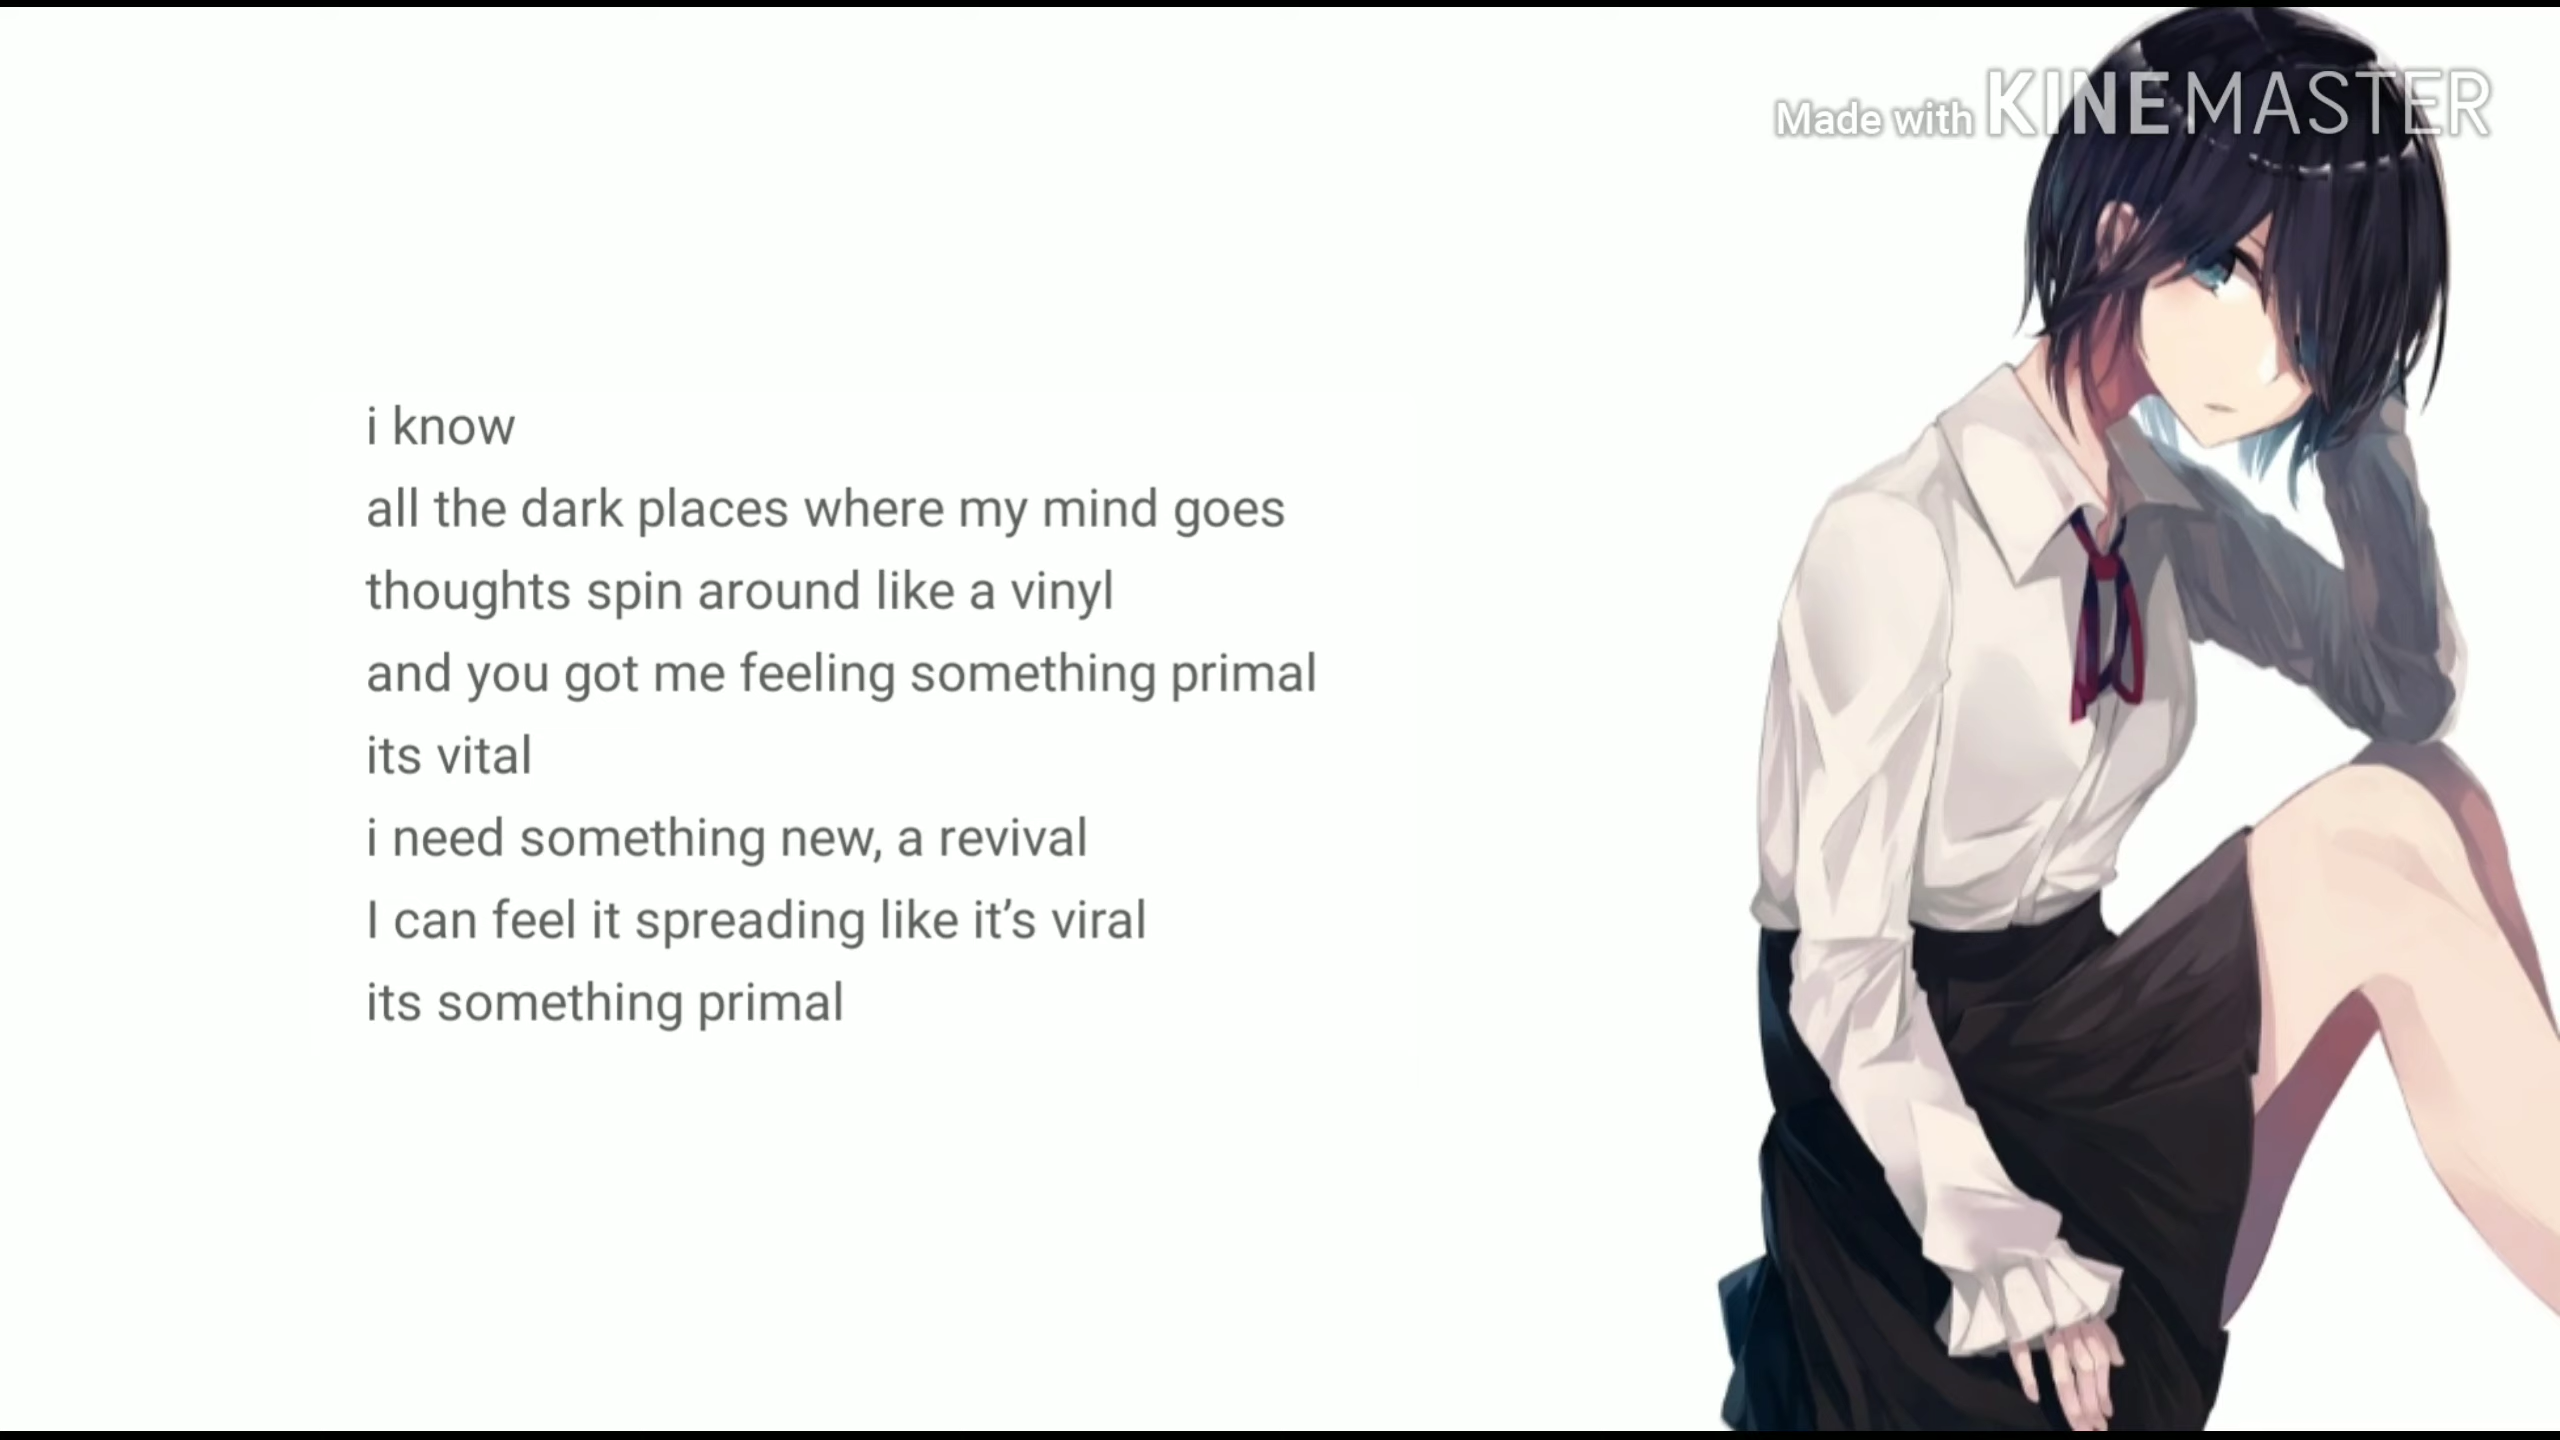 Made with KINEMASTER
i know
all the dark places where my mind goes
thoughts spin around like a vinyl
and you got me feeling something primal
its vital
i need something new, a revival
I can feel it spreading like it’s viral
its something primal